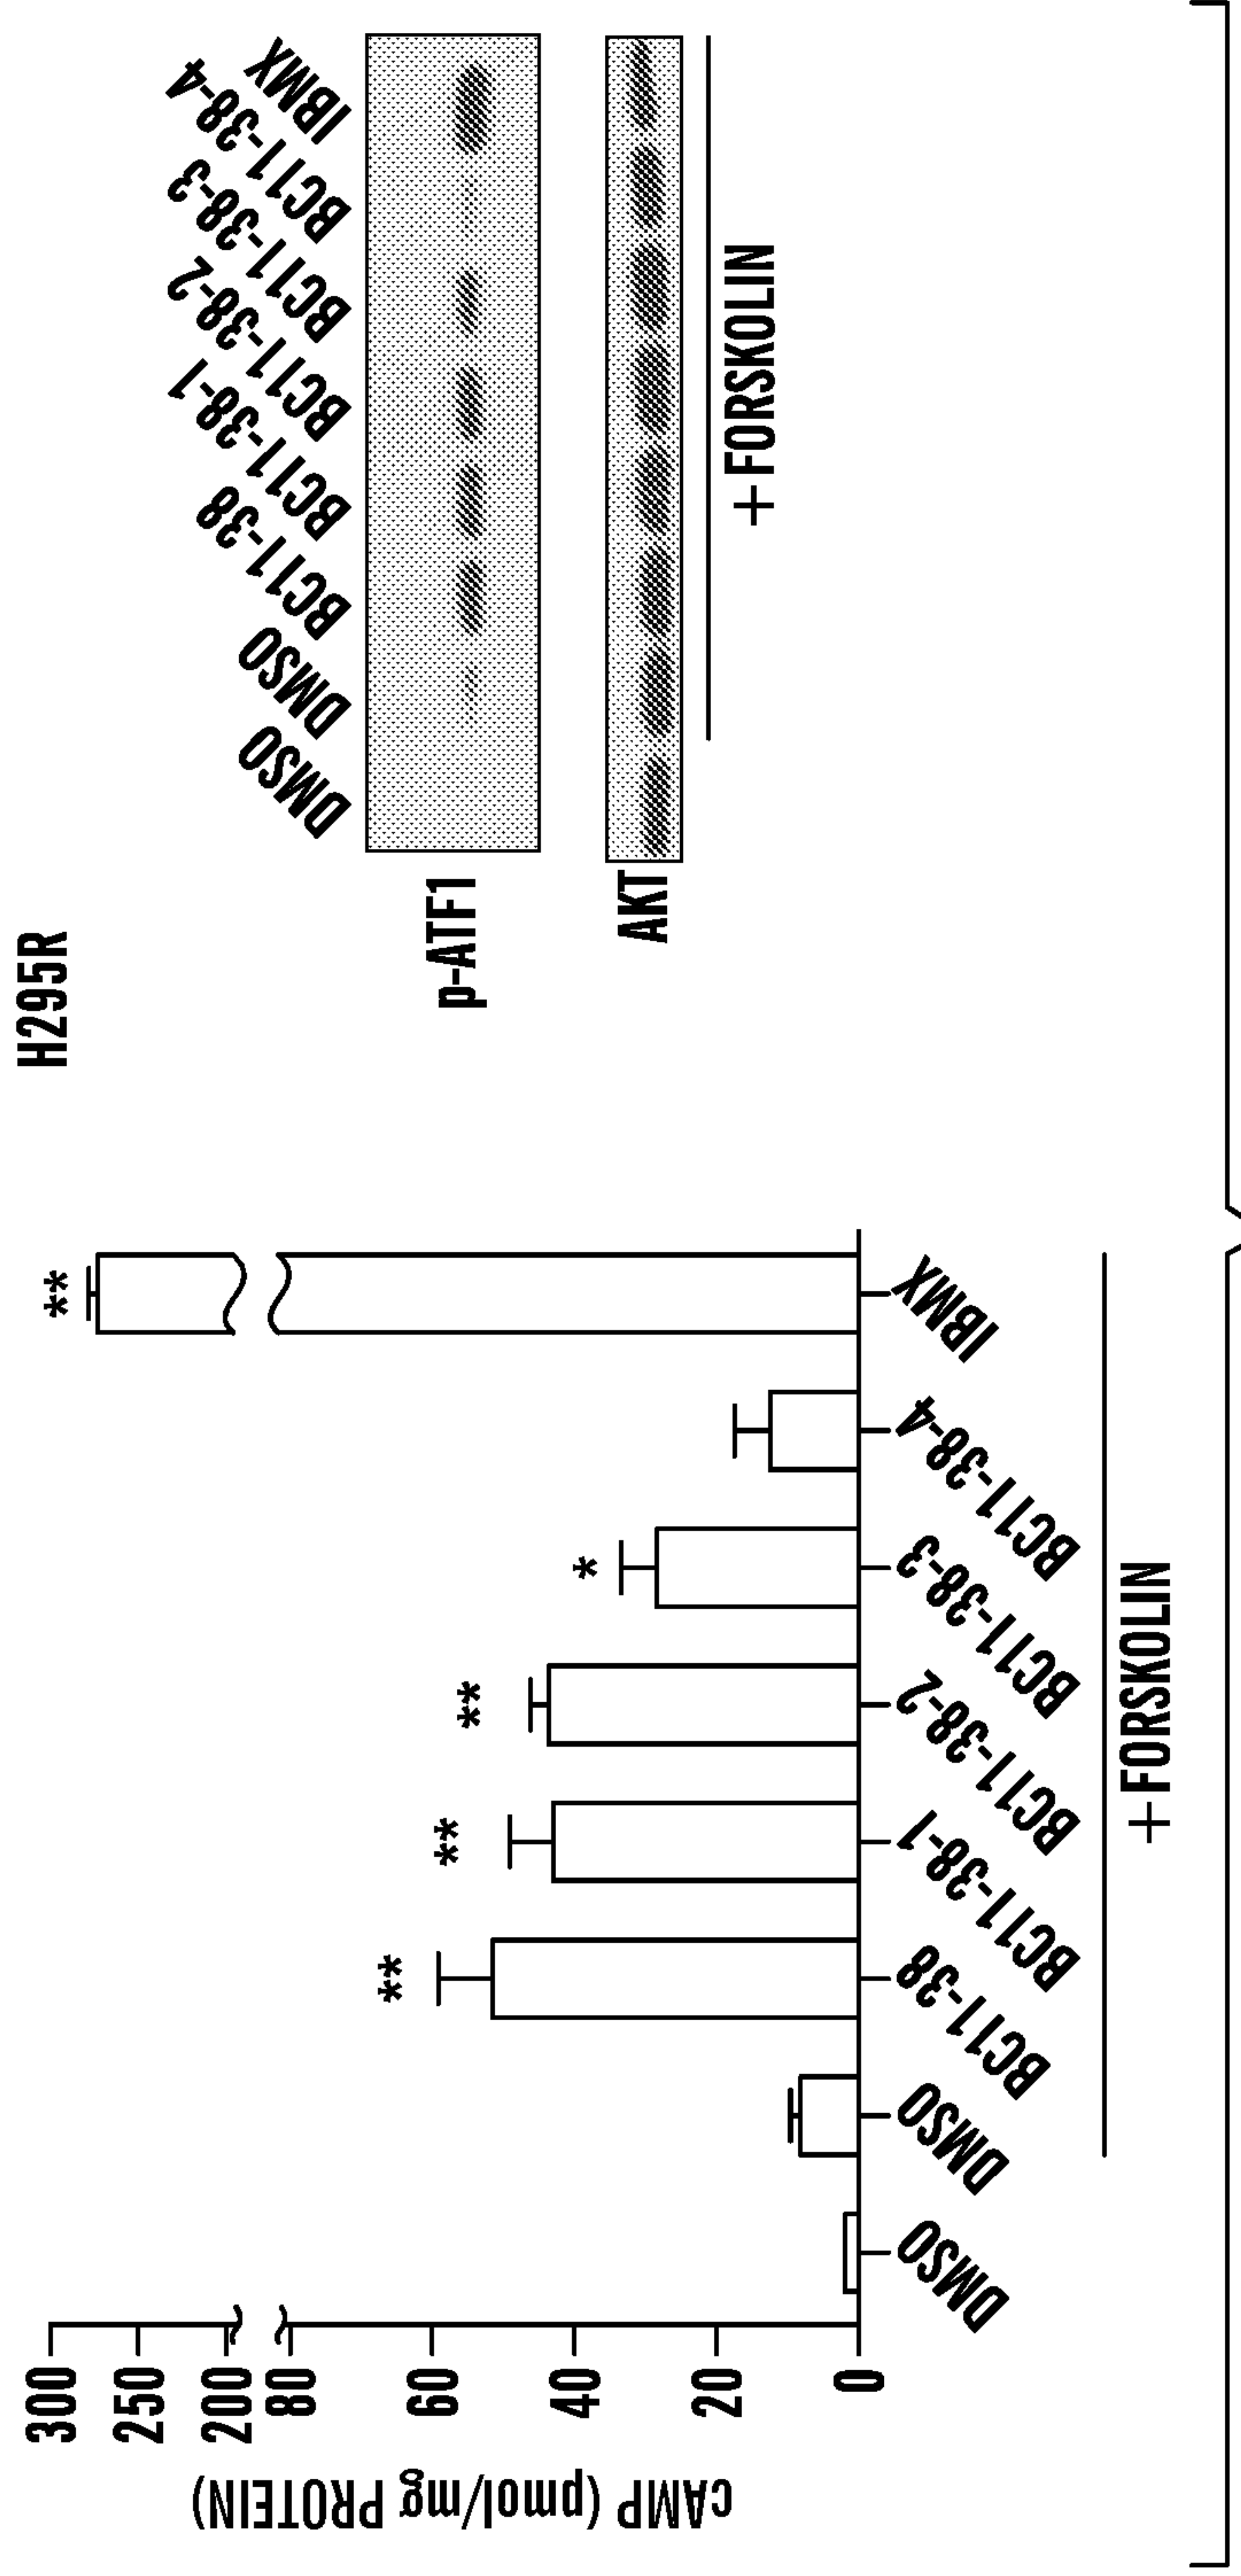 H295R
cAMP (pmol/mg PROTEIN)
300
250
200
80
60
40
20
0
**
**
**
*
**
DMSO
DMSO
BC11-38
BC11-38-1
BC11-38-2
BC11-38-3
BC11-38-4
IBMX
+ FORSKOLIN
DMSO
DMSO
BC11-38
BC11-38-1
BC11-38-2
BC11-38-3
BC11-38-4
IBMX
p-ATF1
AKT
+ FORSKOLIN